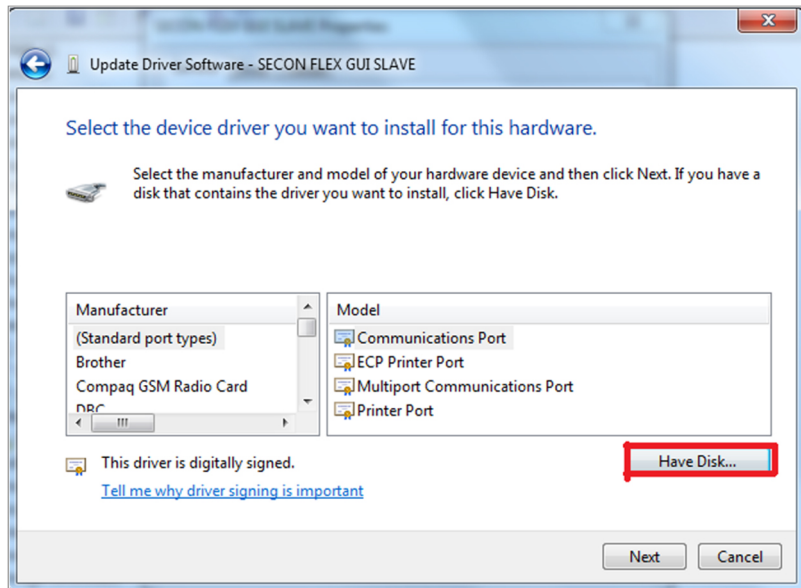 Update Driver Software - SECON FLEX GUI SLAVE
Select the device driver you want to install for this hardware.
Select the manufacturer and model of your hardware device and then click Next. If you have a
disk that contains the driver you want to install, click Have Disk.
Manufacturer
(Standard port types)
Brother
Compaq GSM Radio Card
DBC
Model
Communications Port
ECP Printer Port
Multiport Communications Port
Printer Port
This driver is digitally signed.
Tell me why driver signing is important
Have Disk...
Next
Cancel